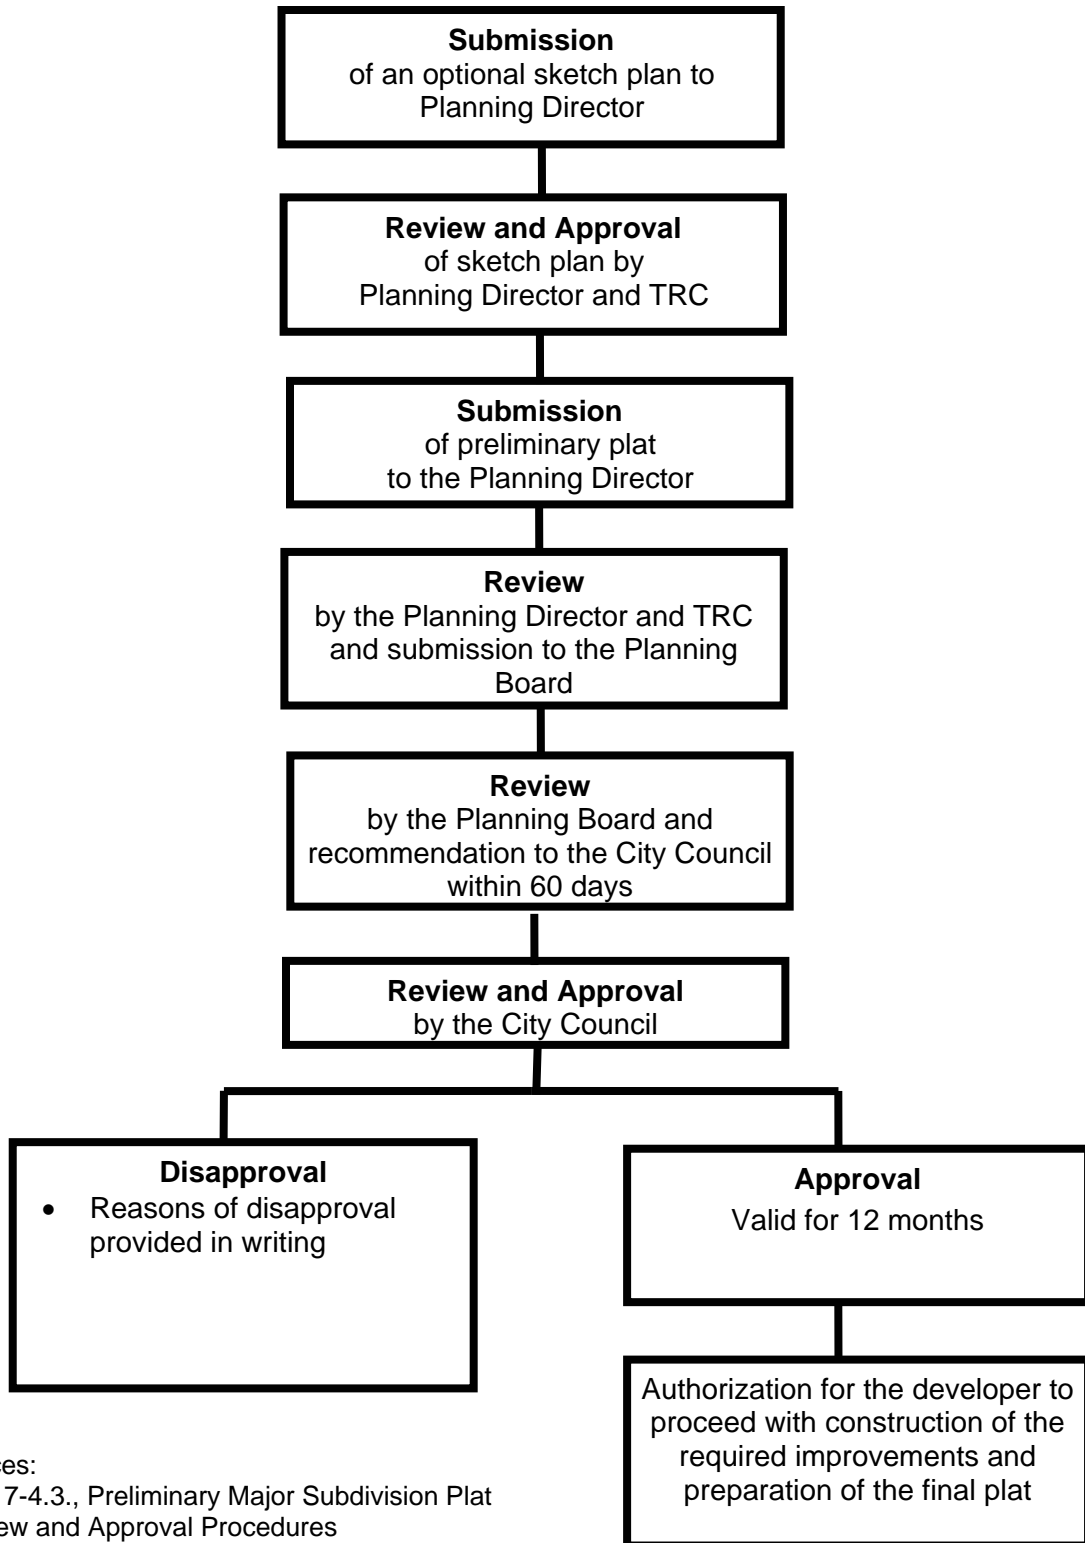 Submission
of an optional sketch plan to
Planning Director
Review and Approval
of sketch plan by
Planning Director and TRC
Submission
of preliminary plat
to the Planning Director
Review
by the Planning Director and TRC
and submission to the Planning
Board
Review
by the Planning Board and
recommendation to the City Council
within 60 days
Review and Approval
by the City Council
Disapproval
• Reasons of disapproval
provided in writing
Approval
Valid for 12 months
Authorization for the developer to
proceed with construction of the
required improvements and
preparation of the final plat
7-4.3., Preliminary Major Subdivision Plat
and Approval Procedures